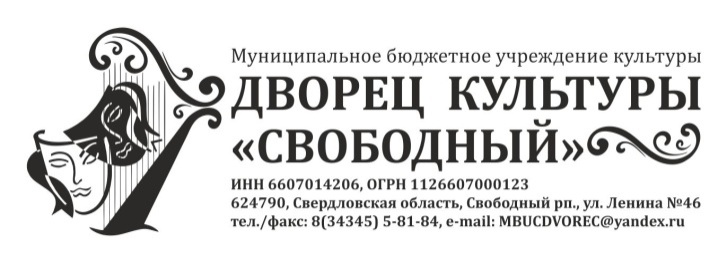 Муниципальное бюджетное учреждение культуры
ДВОРЕЦ КУЛЬТУРЫ
«СВОБОДНЫЙ»
ИНН 6607014206, ОГРН 1126607000123
624790, Свердловская область, Свободный рп., ул. Ленина №46
тел./факс: 8(34345) 5-81-84, e-mail: MBUCDVOREC@yandex.ru